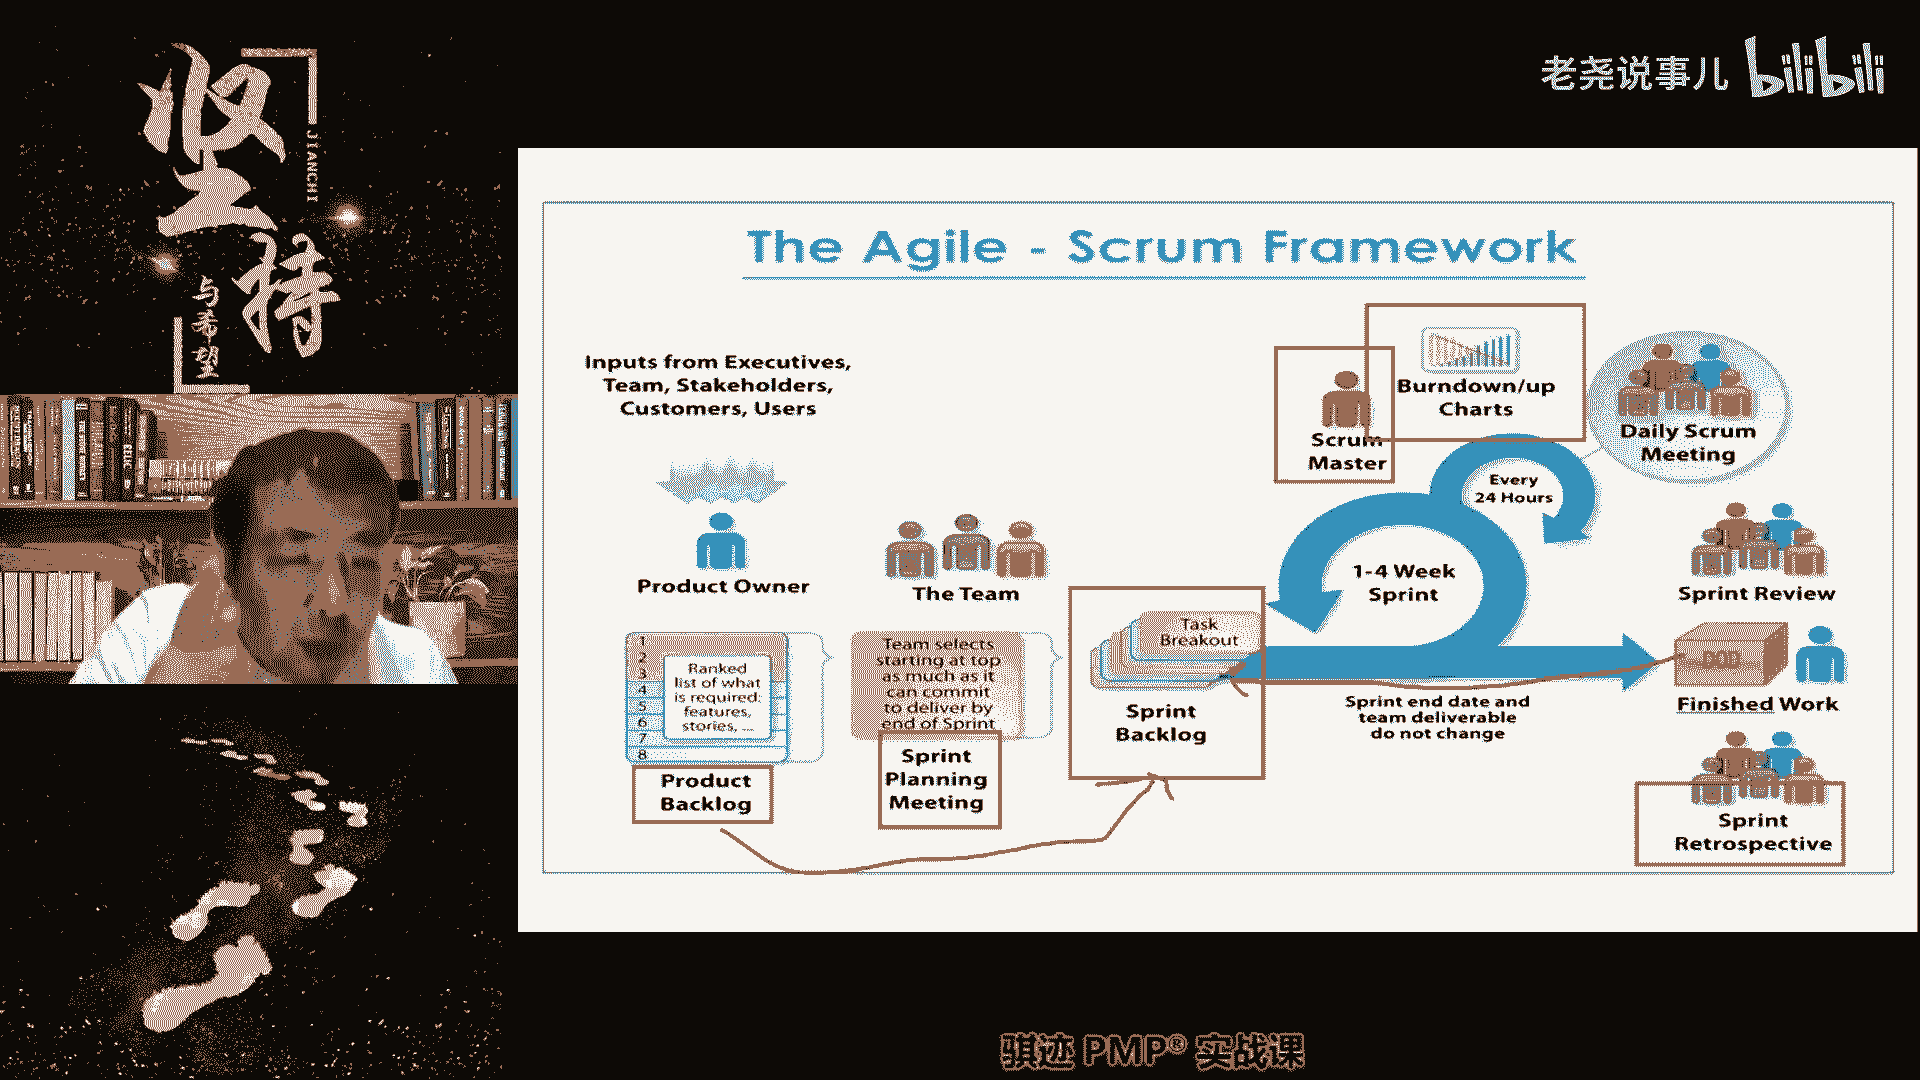 坚持
JIANCHI
与希望
老尧说事儿 bilibili
The Agile - Scrum Framework
Inputs from Executives,
Team, Stakeholders,
Customers, Users
Product Owner
The Team
1
2
3
4
5
6
7
8
Ranked
list of what
is required:
features,
stories, ...
Product
Backlog
Team selects
starting at top
as much as it
can commit
to deliver by
end of Sprint
Sprint
Planning
Meeting
Task
Breakout
Sprint
Backlog
Scrum
Master
Burndown/up
Charts
Every
24 Hours
1-4 Week
Sprint
Sprint end date and
team deliverable
do not change
Daily Scrum
Meeting
Sprint Review
Finished Work
Sprint
Retrospective
骐迹 PMP® 实战课